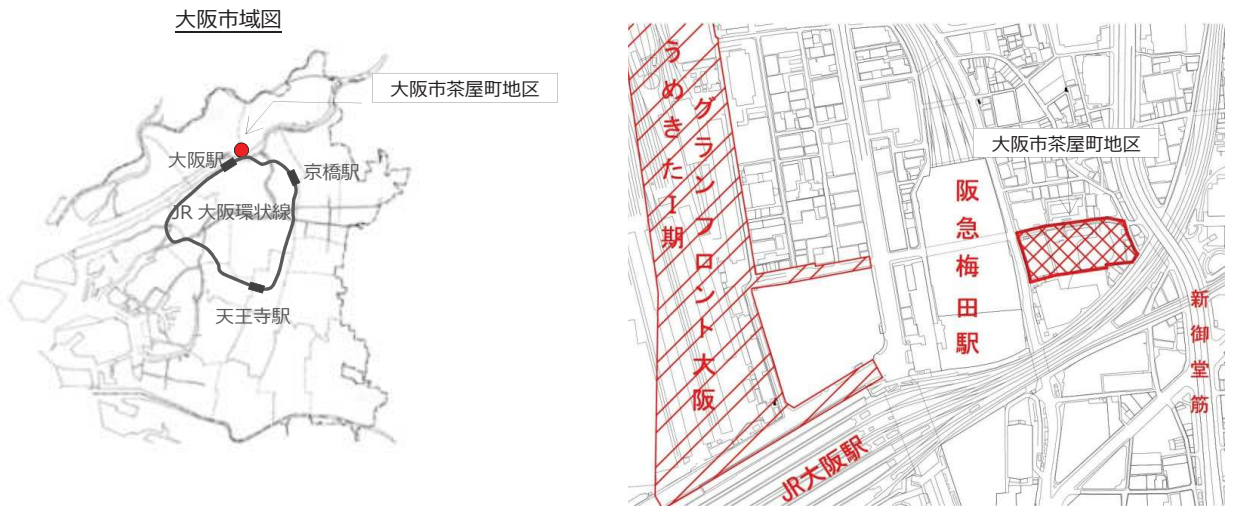 大阪市域図
大阪市茶屋町地区
大阪駅
京橋駅
JR 大阪環状線
天王寺駅
うめきたⅠ期
グランフロント大阪
大阪市茶屋町地区
阪急梅田駅
新御堂筋
JR大阪駅